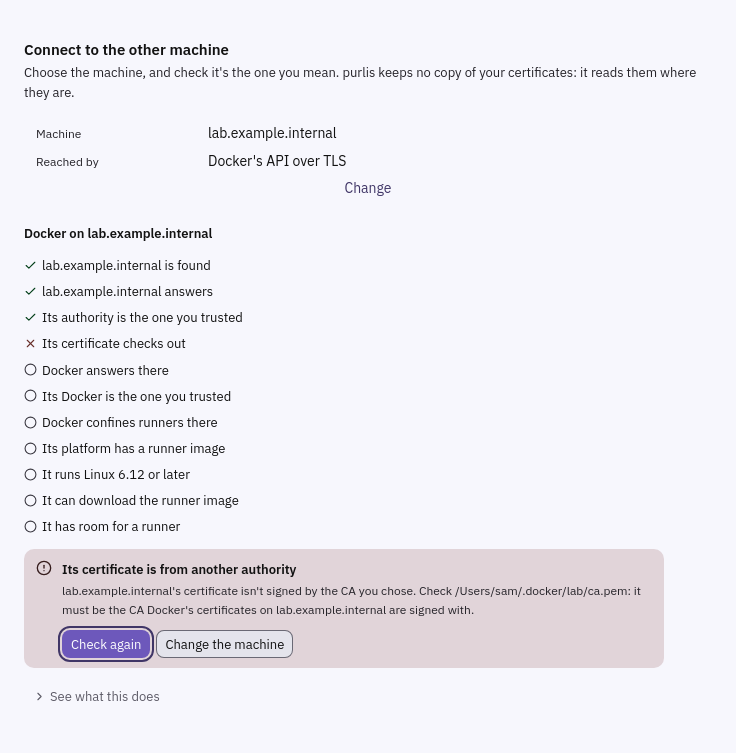 Connect to the other machine
Choose the machine, and check it's the one you mean. purlis keeps no copy of your certificates: it reads them where
they are.
Machine lab.example.internal
Reached by Docker's API over TLS
Change
Docker on lab.example.internal
lab.example.internal is found
lab.example.internal answers
Its authority is the one you trusted
Its certificate checks out
Docker answers there
Its Docker is the one you trusted
Docker confines runners there
Its platform has a runner image
It runs Linux 6.12 or later
It can download the runner image
It has room for a runner
Its certificate is from another authority
lab.example.internal's certificate isn't signed by the CA you chose. Check /Users/sam/.docker/lab/ca.pem: it
must be the CA Docker's certificates on lab.example.internal are signed with.
Check again Change the machine
See what this does